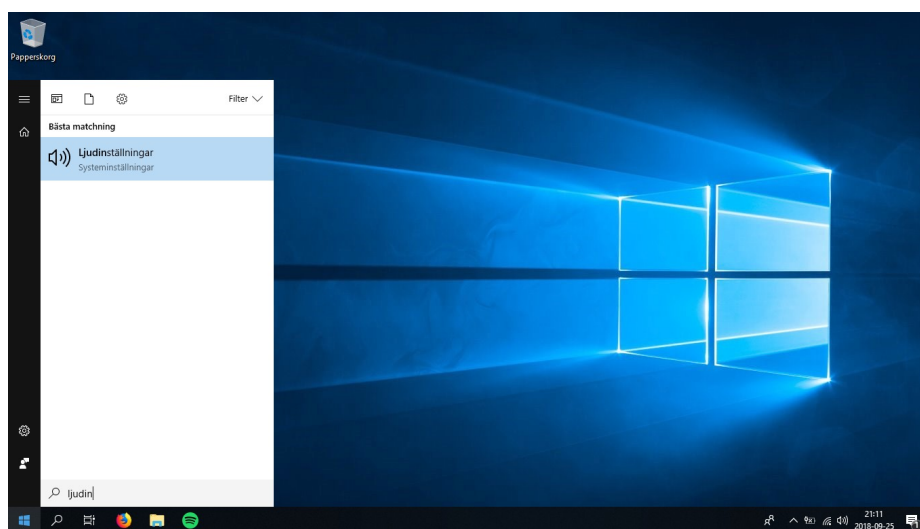 Papperskorg
Filter
Bästa matchning
Ljudinställningar
Systeminställningar
ljudin
21:11
2018-09-25